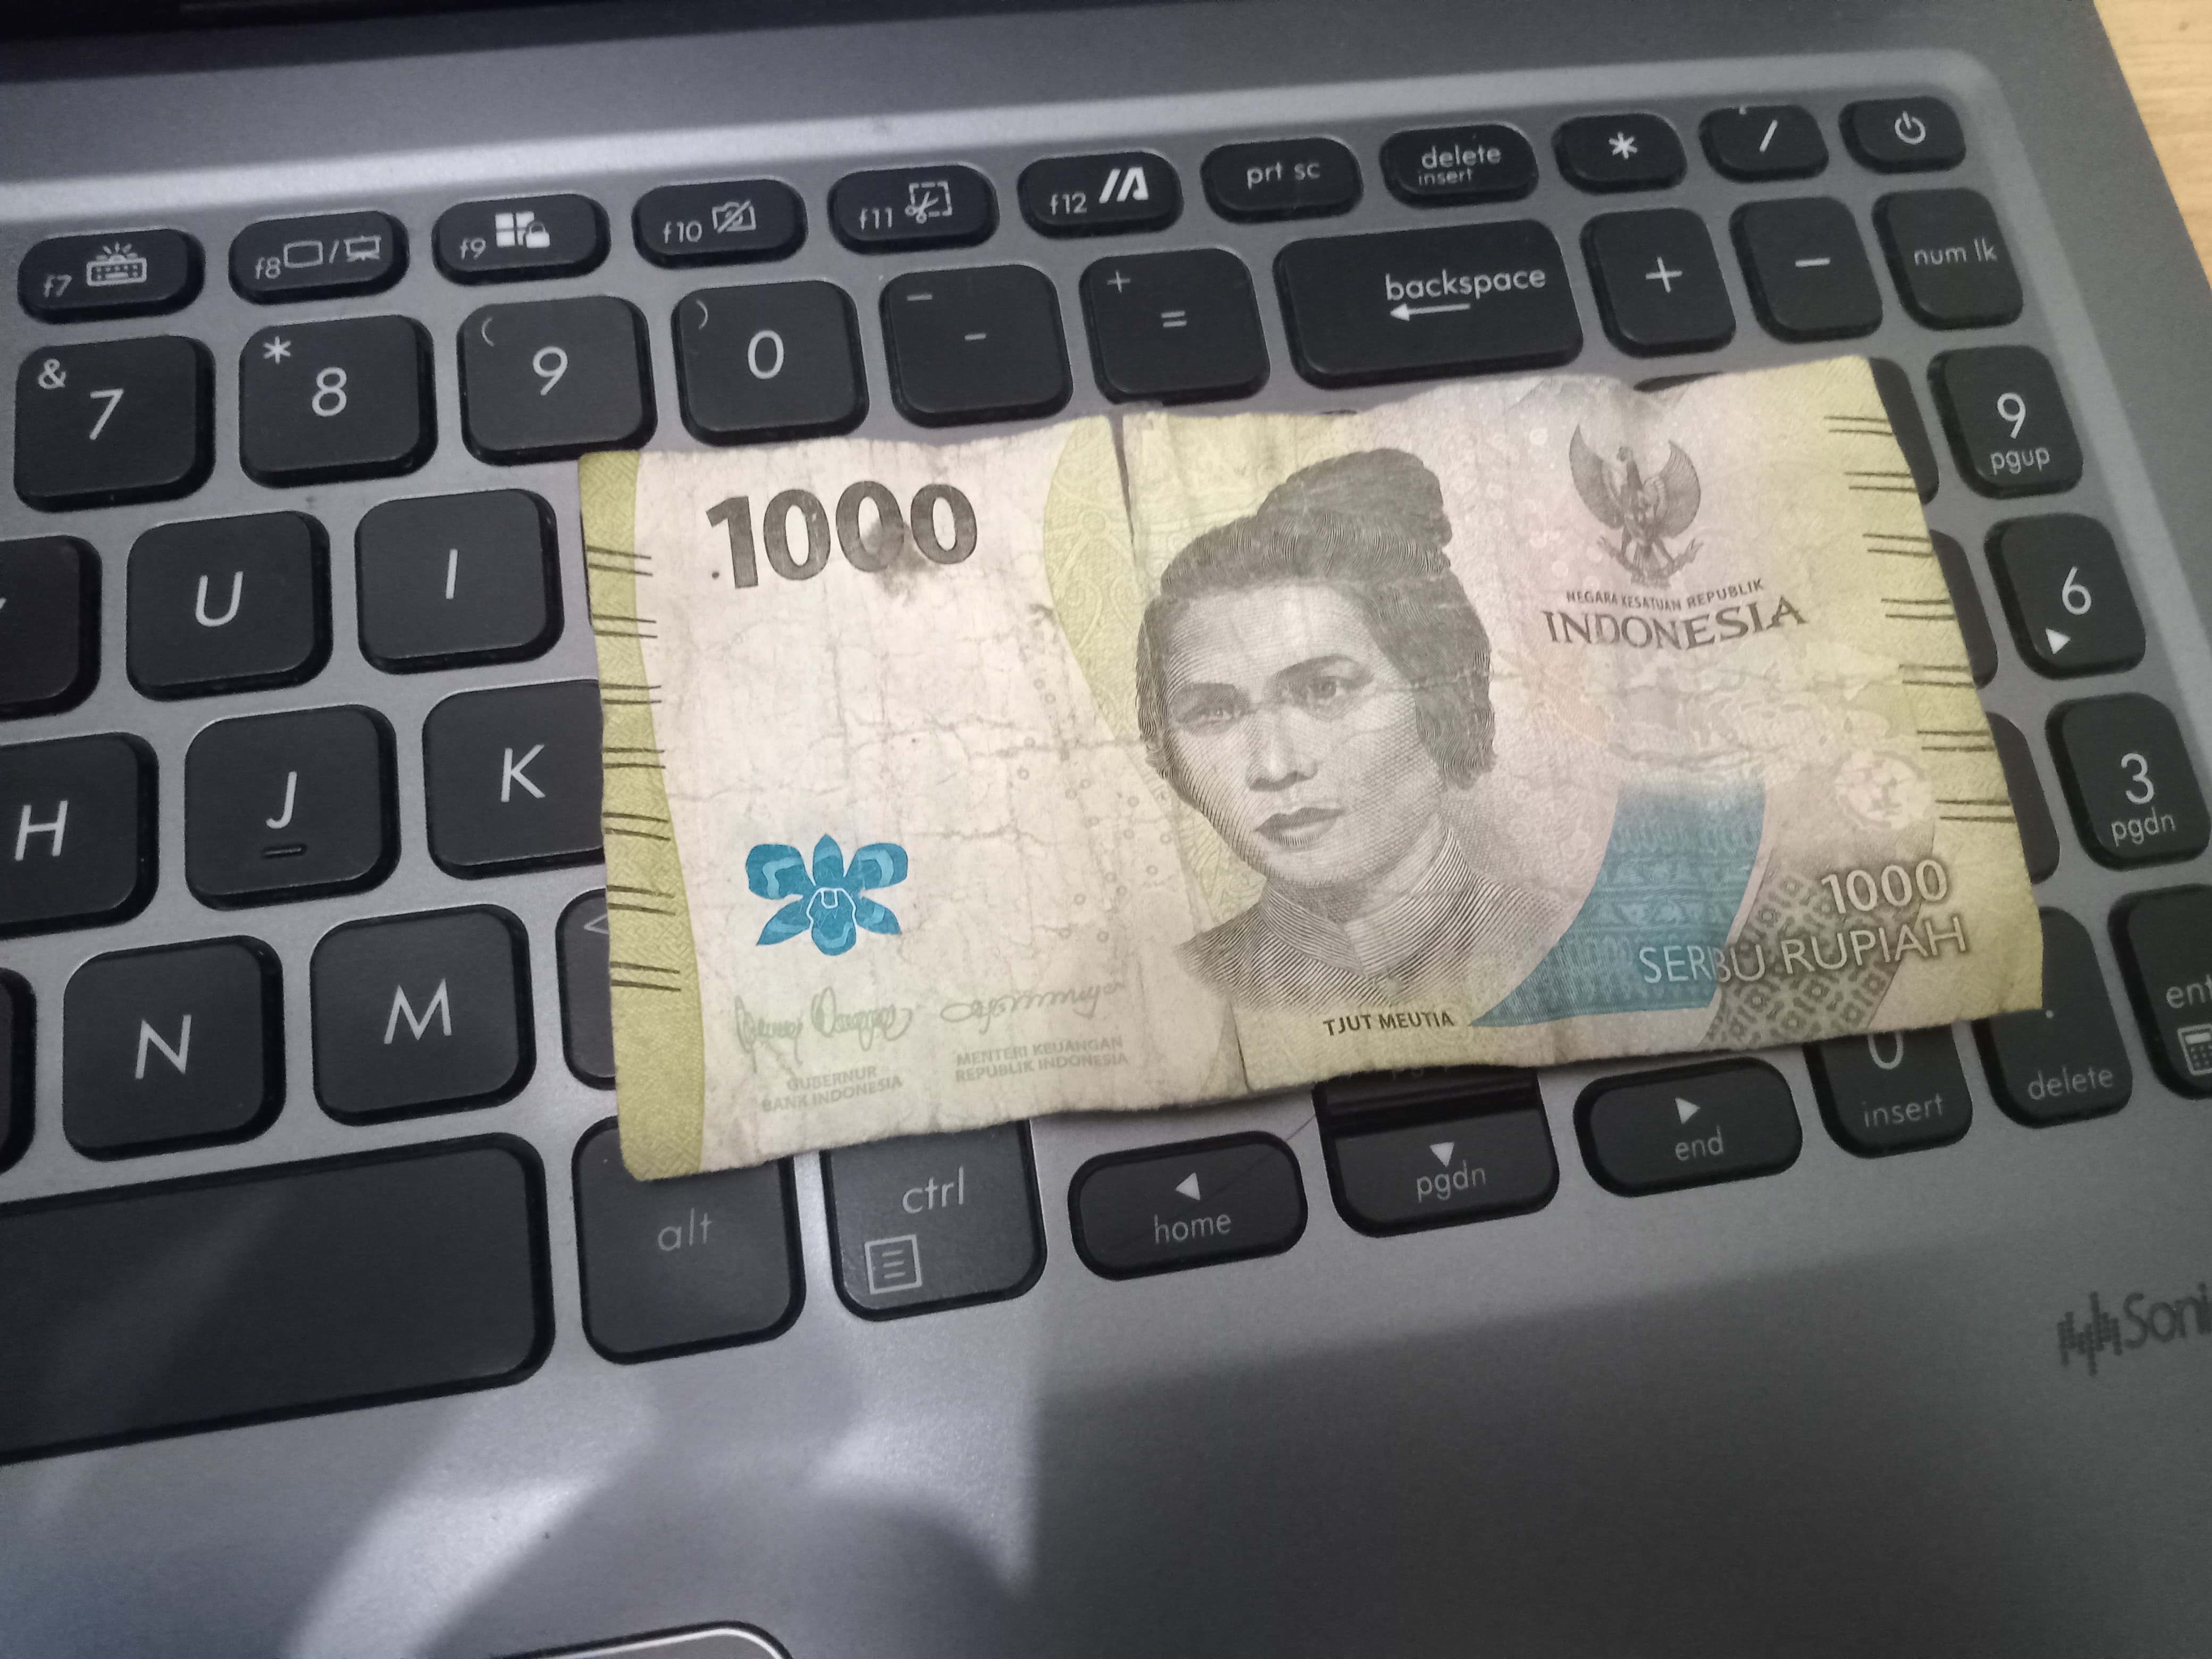 f7 f8 / f9 f10 f11 f12 prt sc delete insert * /
& 7 * 8 ( 9 ) 0 _ - + = backspace + - num lk
U I 9 pgup
H J K 6
N M < 3 pgdn
alt ctrl home pgdn end 0 insert . delete
1000
NEGARA KESATUAN REPUBLIK
INDONESIA
1000
SERIBU RUPIAH
TJUT MEUTIA
GUBERNUR
BANK INDONESIA
MENTERI KEUANGAN
REPUBLIK INDONESIA